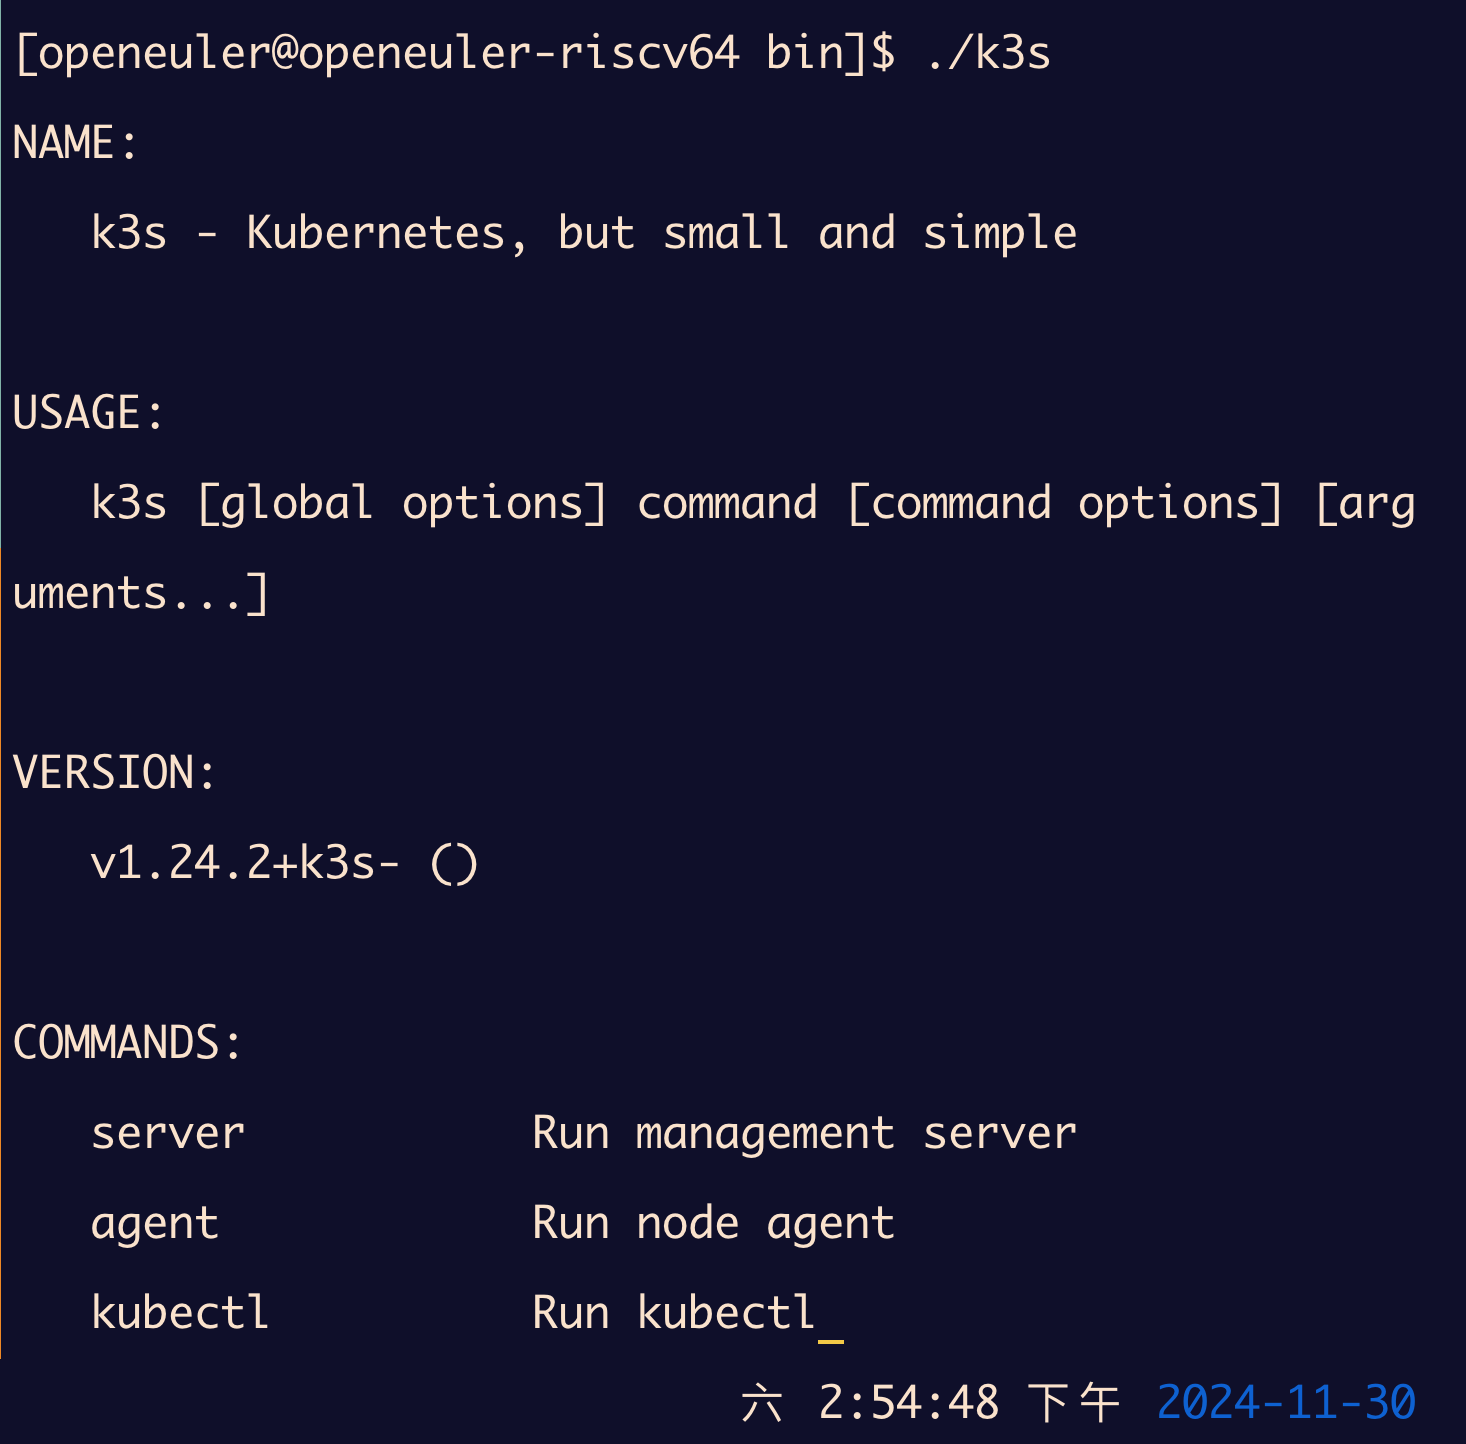 [openeuler@openeuler-riscv64 bin]$ ./k3s
NAME:
   k3s - Kubernetes, but small and simple
USAGE:
   k3s [global options] command [command options] [arg
uments...]
VERSION:
   v1.24.2+k3s- ()
COMMANDS:
   server           Run management server
   agent            Run node agent
   kubectl          Run kubectl
六 2:54:48 下午 2024-11-30